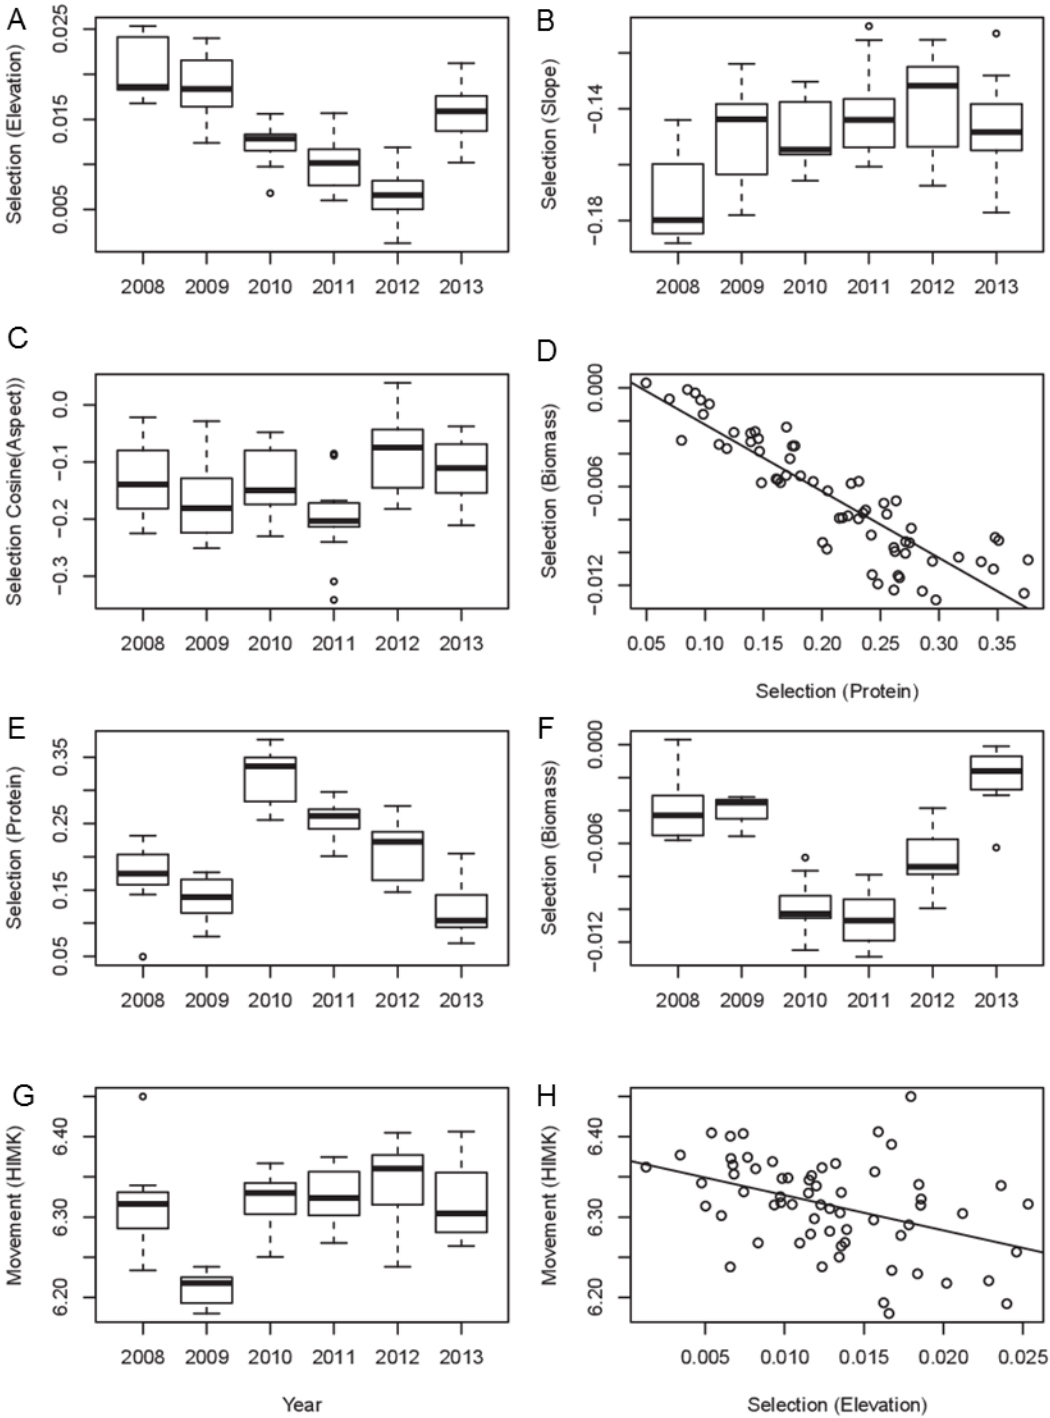 A
Selection (Elevation)
0.025
0.015
0.005
2008 2009 2010 2011 2012 2013
B
Selection (Slope)
−0.14
−0.18
2008 2009 2010 2011 2012 2013
C
Selection Cosine(Aspect))
0.0
−0.1
−0.2
−0.3
2008 2009 2010 2011 2012 2013
D
Selection (Biomass)
0.000
−0.006
−0.012
0.05 0.10 0.15 0.20 0.25 0.30 0.35
Selection (Protein)
E
Selection (Protein)
0.35
0.25
0.15
0.05
2008 2009 2010 2011 2012 2013
F
Selection (Biomass)
0.000
−0.006
−0.012
2008 2009 2010 2011 2012 2013
G
Movement (HIMK)
6.40
6.30
6.20
2008 2009 2010 2011 2012 2013
Year
H
Movement (HIMK)
6.40
6.30
6.20
0.005 0.010 0.015 0.020 0.025
Selection (Elevation)